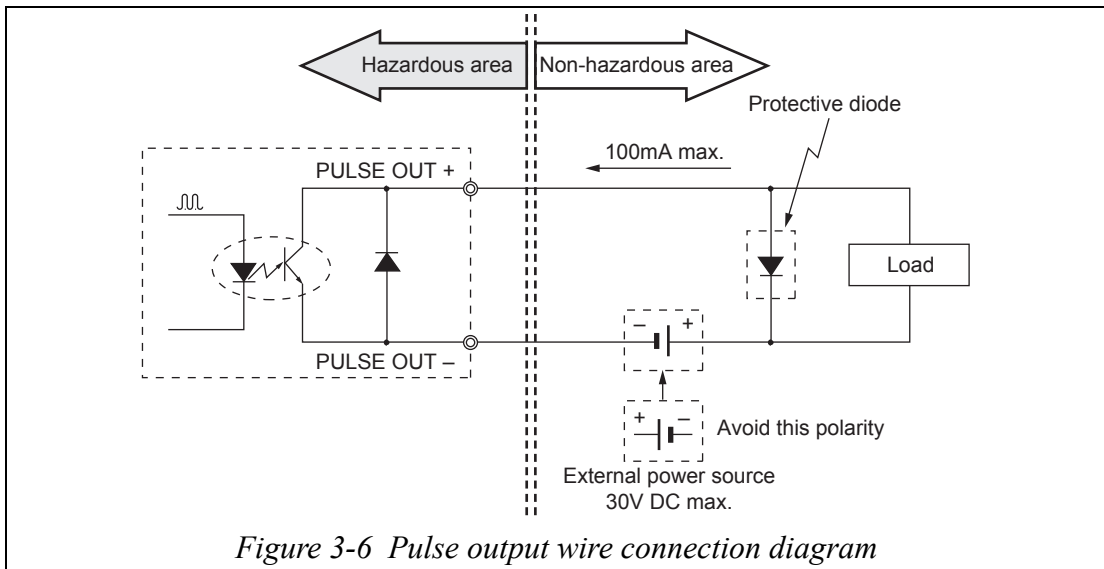 Hazardous area
Non-hazardous area
Protective diode
100mA max.
PULSE OUT +
Load
– +
PULSE OUT –
+ –
Avoid this polarity
External power source
30V DC max.
Figure 3-6 Pulse output wire connection diagram